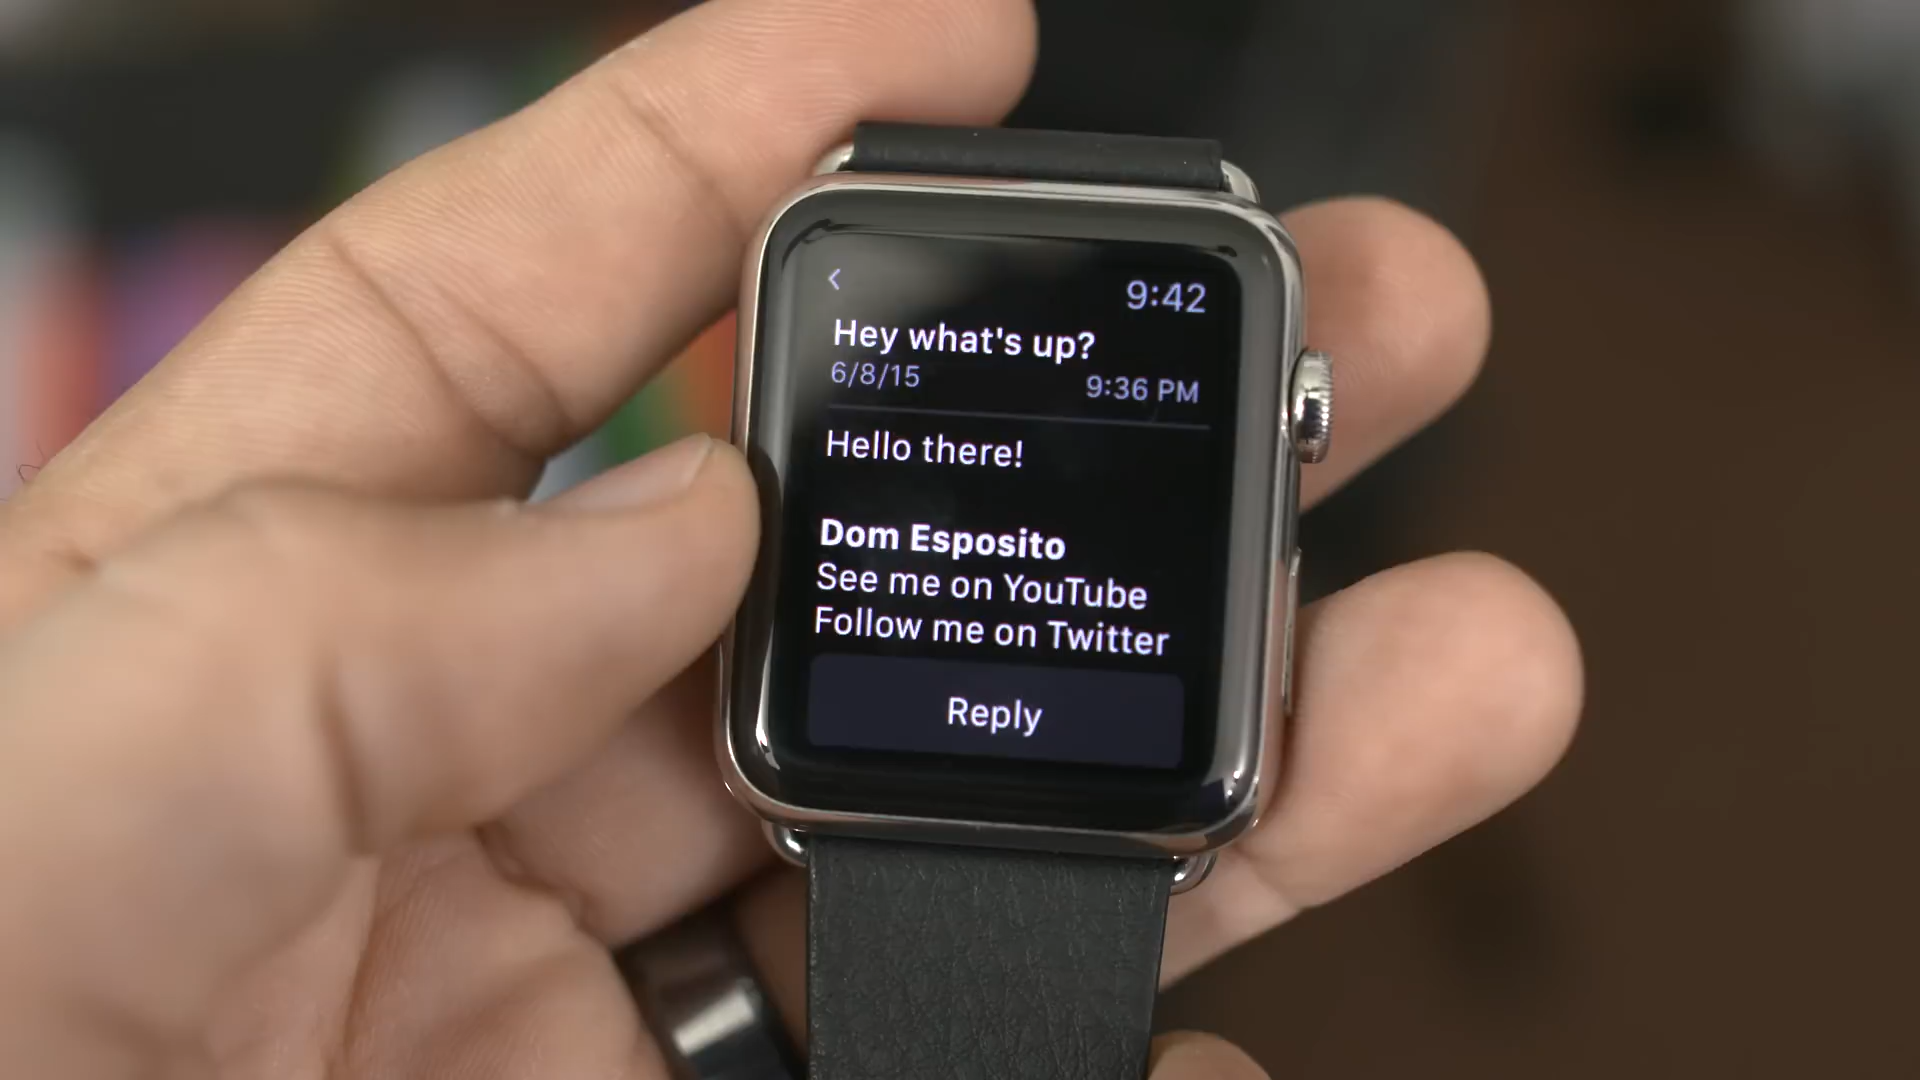 <
9:42
Hey what's up?
6/8/15 9:36 PM
Hello there!
Dom Esposito
See me on YouTube
Follow me on Twitter
Reply